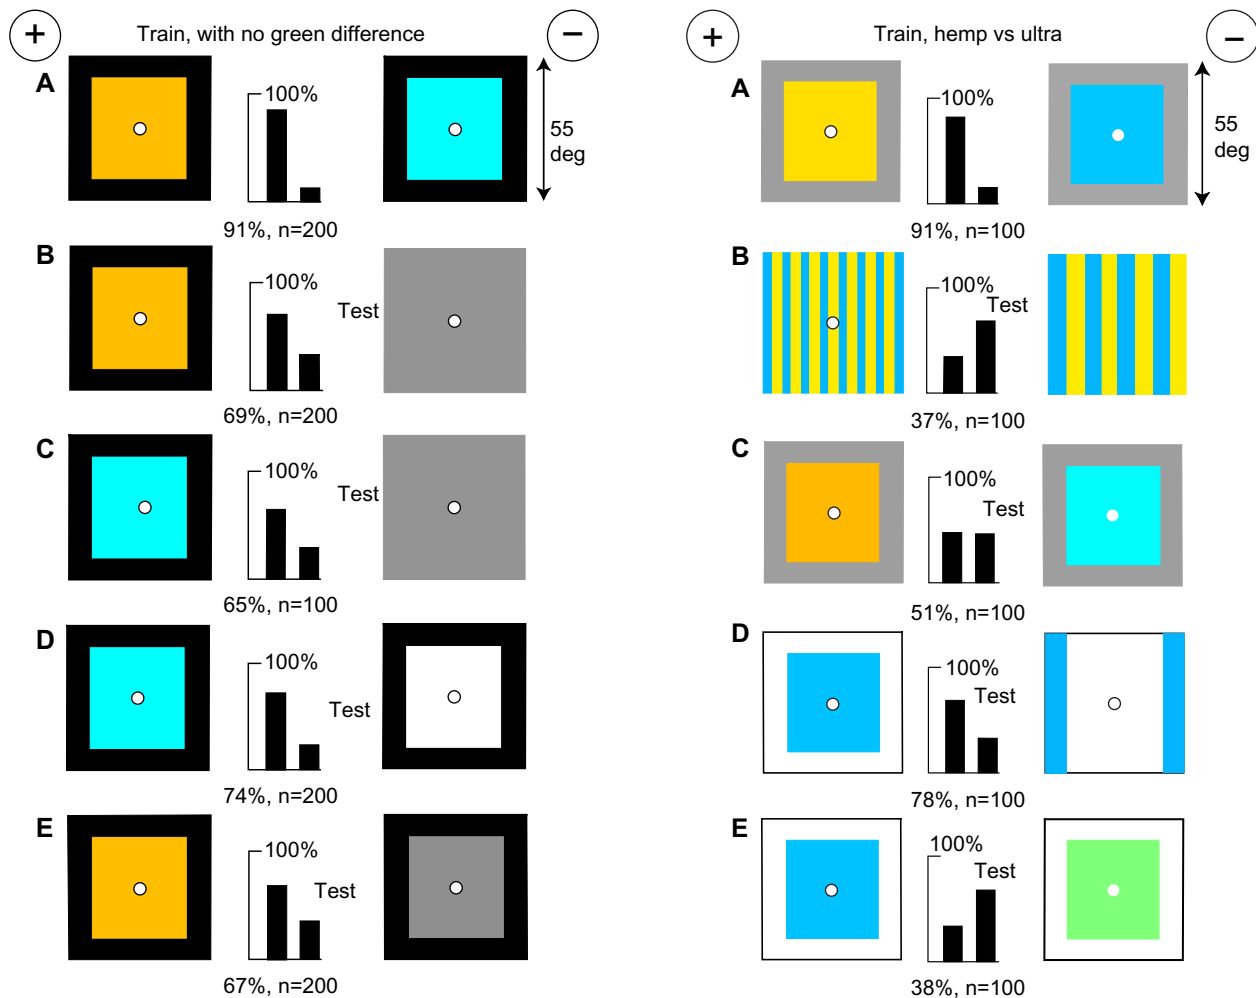 +
Train, with no green difference
−
A
100%
55
deg
91%, n=200
B
100%
Test
69%, n=200
C
100%
Test
65%, n=100
D
100%
Test
74%, n=200
E
100%
Test
67%, n=200
+
Train, hemp vs ultra
−
A
100%
55
deg
91%, n=100
B
100%
Test
37%, n=100
C
100%
Test
51%, n=100
D
100%
Test
78%, n=100
E
100%
Test
38%, n=100